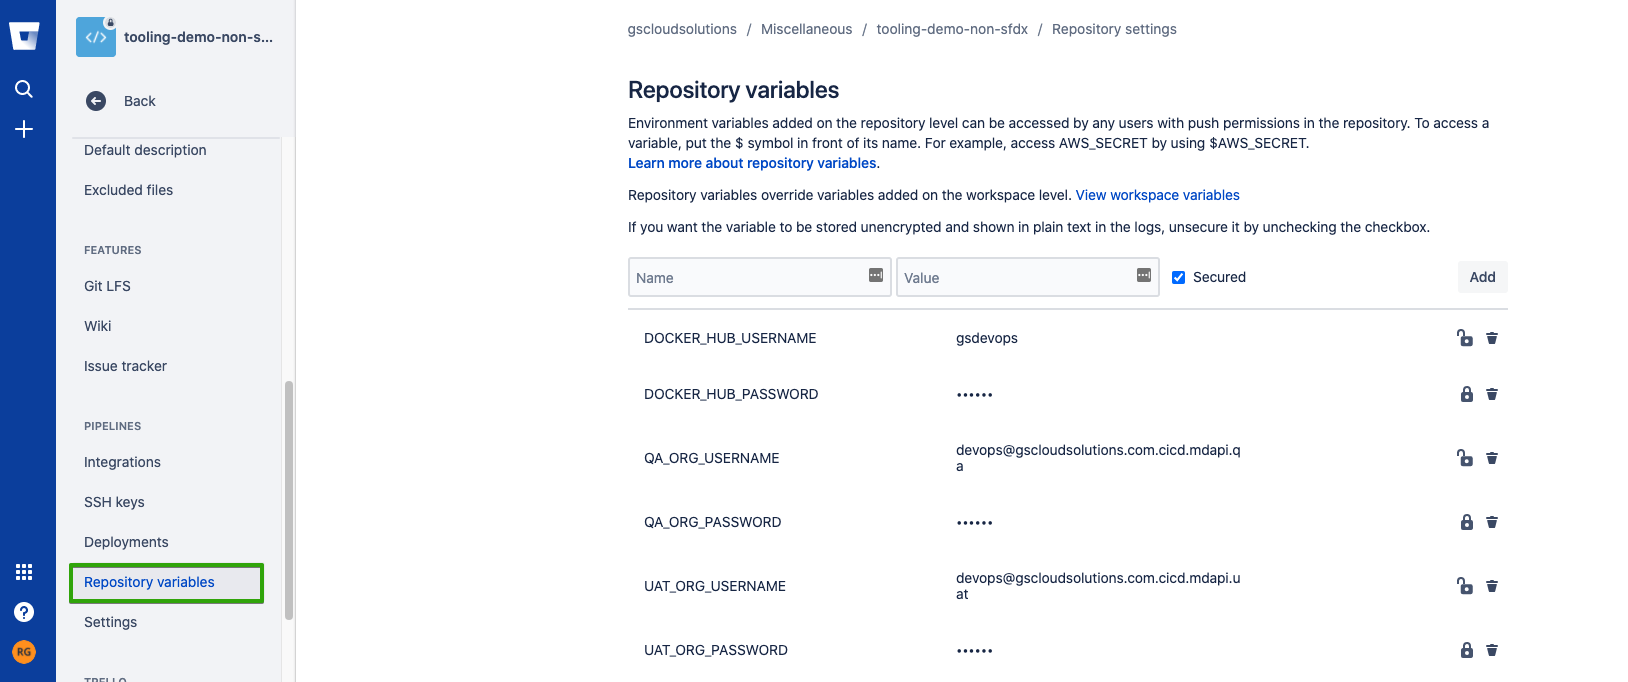 tooling-demo-non-s...
Back
Default description
Excluded files
FEATURES
Git LFS
Wiki
Issue tracker
PIPELINES
Integrations
SSH keys
Deployments
Repository variables
Settings
TRELLO
RG
gscloudsolutions / Miscellaneous / tooling-demo-non-sfdx / Repository settings
Repository variables
Environment variables added on the repository level can be accessed by any users with push permissions in the repository. To access a
variable, put the $ symbol in front of its name. For example, access AWS_SECRET by using $AWS_SECRET.
Learn more about repository variables.
Repository variables override variables added on the workspace level. View workspace variables
If you want the variable to be stored unencrypted and shown in plain text in the logs, unsecure it by unchecking the checkbox.
Name Value Secured Add
DOCKER_HUB_USERNAME gsdevops
DOCKER_HUB_PASSWORD ••••••
QA_ORG_USERNAME devops@gscloudsolutions.com.cicd.mdapi.q
a
QA_ORG_PASSWORD ••••••
UAT_ORG_USERNAME devops@gscloudsolutions.com.cicd.mdapi.u
at
UAT_ORG_PASSWORD ••••••